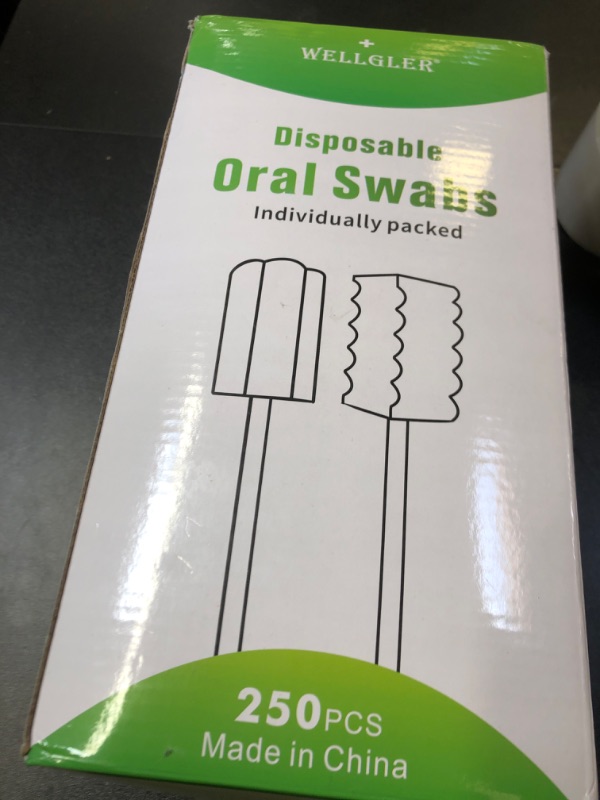 WELLGLER®
Disposable
Oral Swabs
Individually packed
250PCS
Made in China